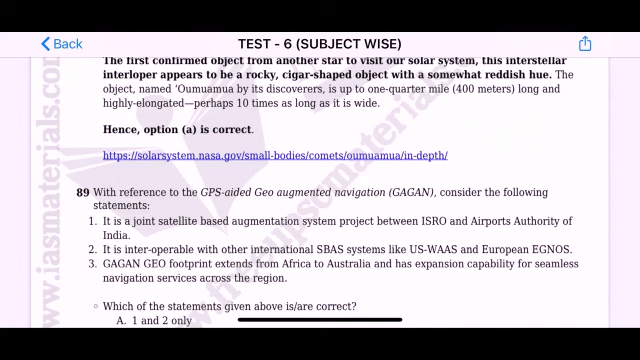 Back
TEST - 6 (SUBJECT WISE)
The first confirmed object from another star to visit our solar system, this interstellar
interloper appears to be a rocky, cigar-shaped object with a somewhat reddish hue. The
object, named ‘Oumuamua by its discoverers, is up to one-quarter mile (400 meters) long and
highly-elongated—perhaps 10 times as long as it is wide.
Hence, option (a) is correct.
https://solarsystem.nasa.gov/small-bodies/comets/oumuamua/in-depth/
89 With reference to the GPS-aided Geo augmented navigation (GAGAN), consider the following
statements:
1. It is a joint satellite based augmentation system project between ISRO and Airports Authority of
India.
2. It is inter-operable with other international SBAS systems like US-WAAS and European EGNOS.
3. GAGAN GEO footprint extends from Africa to Australia and has expansion capability for seamless
navigation services across the region.
Which of the statements given above is/are correct?
A. 1 and 2 only
www.iasmaterials.com